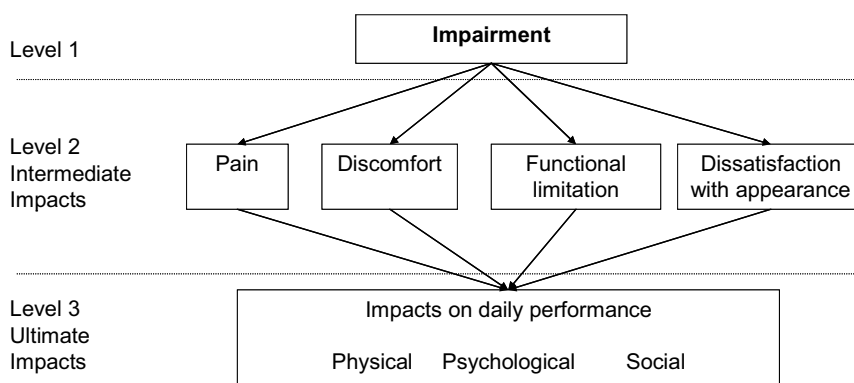 Level 1
Impairment
Level 2
Intermediate
Impacts
Pain
Discomfort
Functional
limitation
Dissatisfaction
with appearance
Level 3
Ultimate
Impacts
Impacts on daily performance
Physical Psychological Social